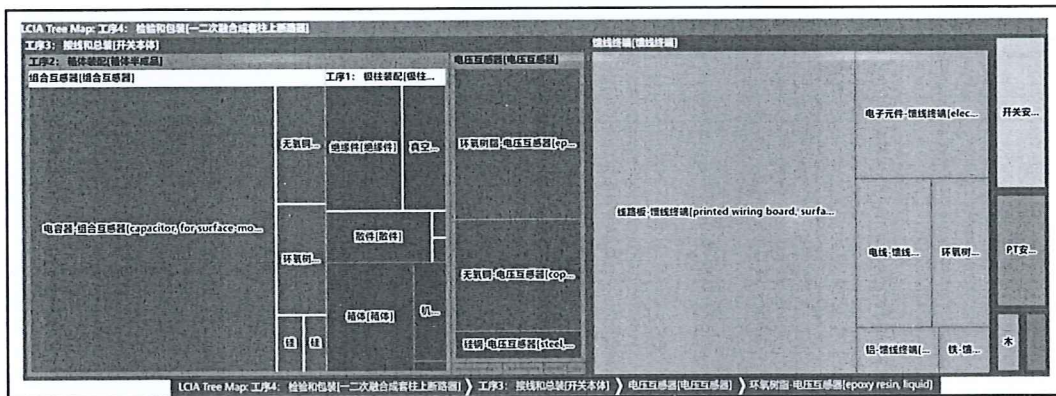 LCIA Tree Map: 工序4: 检验和包装[一二次融合成套柱上断路器]
工序3: 接线和总装[开关本体]
馈线终端[馈线终端]
工序2: 箱体装配[箱体半成品]
电压互感器[电压互感器]
组合互感器[组合互感器]
工序1: 极柱装配[极柱...
电容器-组合互感器[capacitor, for surface-mo...
无氧铜...
环氧树...
硅
硅
绝缘件[绝缘件]
真空...
散件[散件]
箱体[箱体]
机...
环氧树脂-电压互感器[ep...
无氧铜-电压互感器[cop...
硅钢-电压互感器[steel,...
线路板-馈线终端[printed wiring board, surfa...
电子元件-馈线终端[elec...
电线-馈线...
环氧树...
铝-馈线终端[...
铁-馈...
开关安...
PT安...
木
LCIA Tree Map: 工序4: 检验和包装[一二次融合成套柱上断路器] 〉 工序3: 接线和总装[开关本体] 〉 电压互感器[电压互感器] 〉 环氧树脂-电压互感器[epoxy resin, liquid]